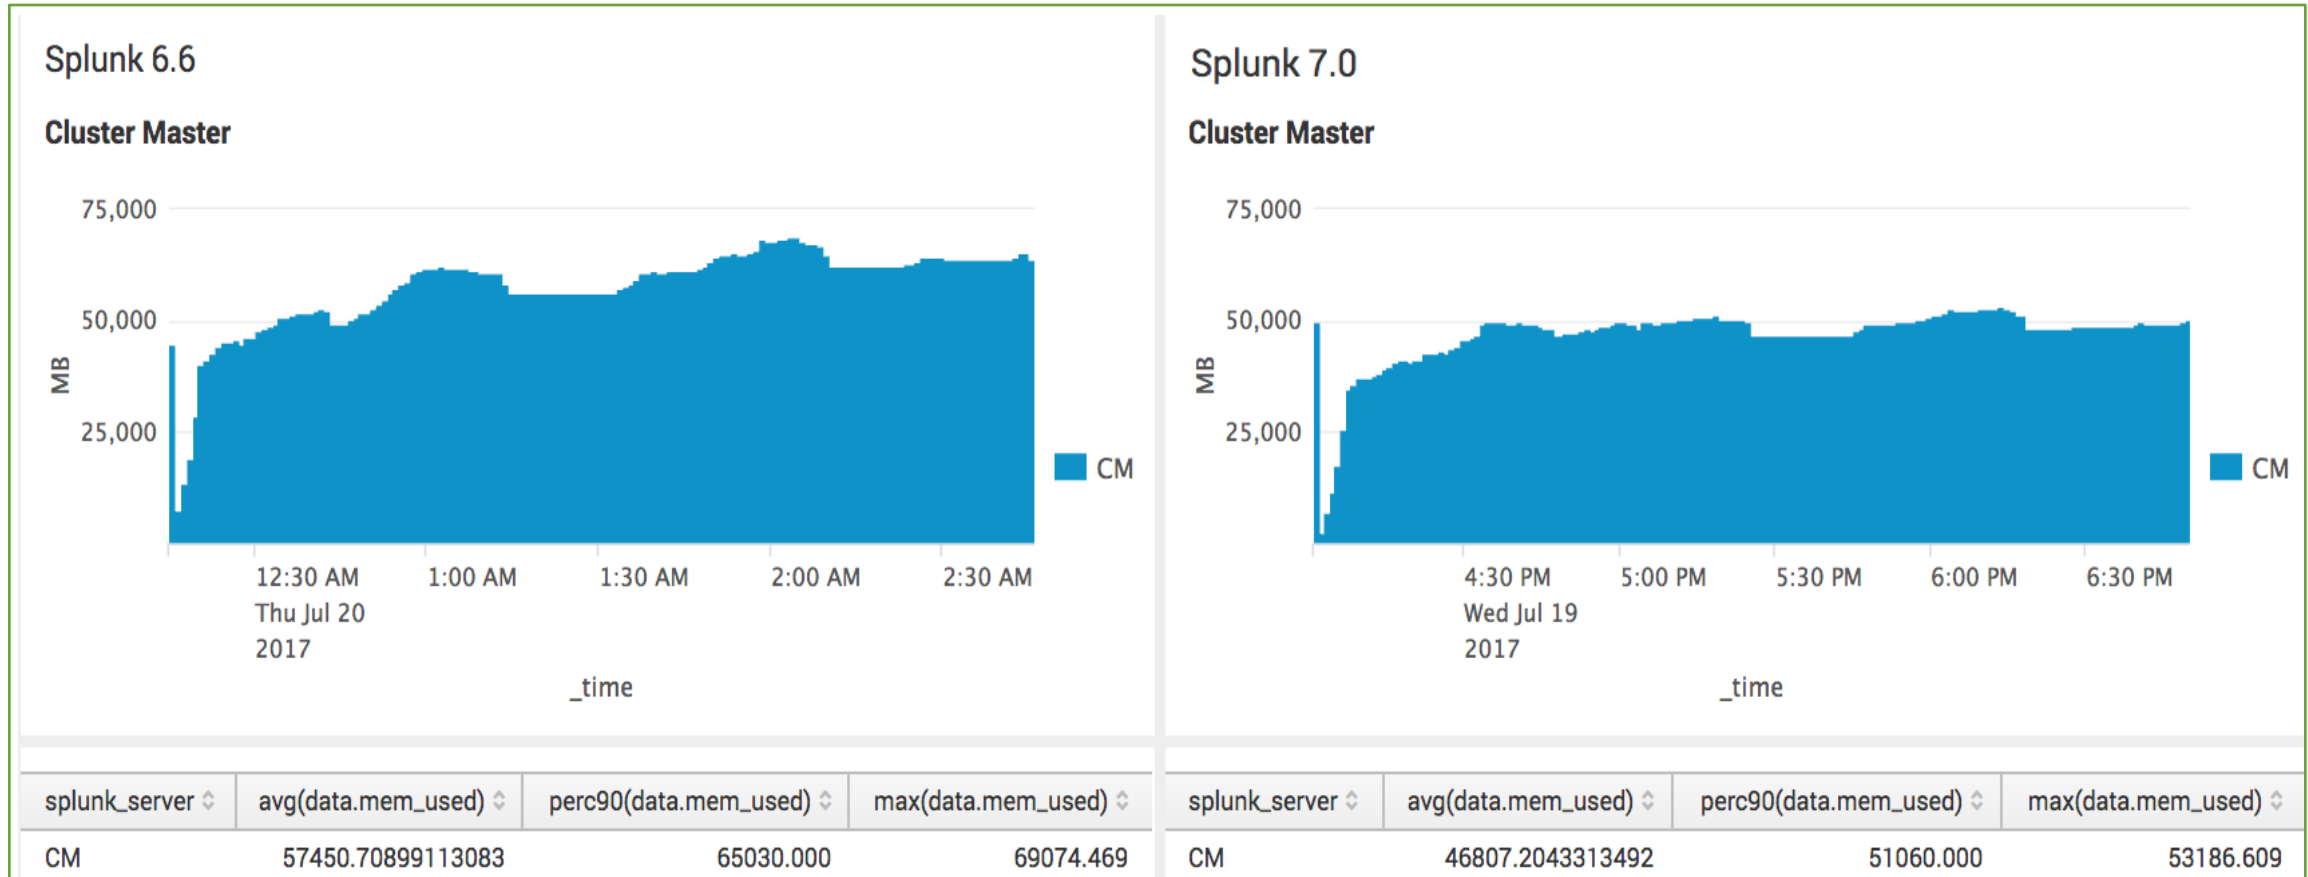 Splunk 6.6
Cluster Master
75,000
50,000
25,000
MB
CM
12:30 AM 1:00 AM 1:30 AM 2:00 AM 2:30 AM
Thu Jul 20
2017
_time
splunk_server avg(data.mem_used) perc90(data.mem_used) max(data.mem_used)
CM 57450.70899113083 65030.000 69074.469
Splunk 7.0
Cluster Master
75,000
50,000
25,000
MB
CM
4:30 PM 5:00 PM 5:30 PM 6:00 PM 6:30 PM
Wed Jul 19
2017
_time
splunk_server avg(data.mem_used) perc90(data.mem_used) max(data.mem_used)
CM 46807.2043313492 51060.000 53186.609